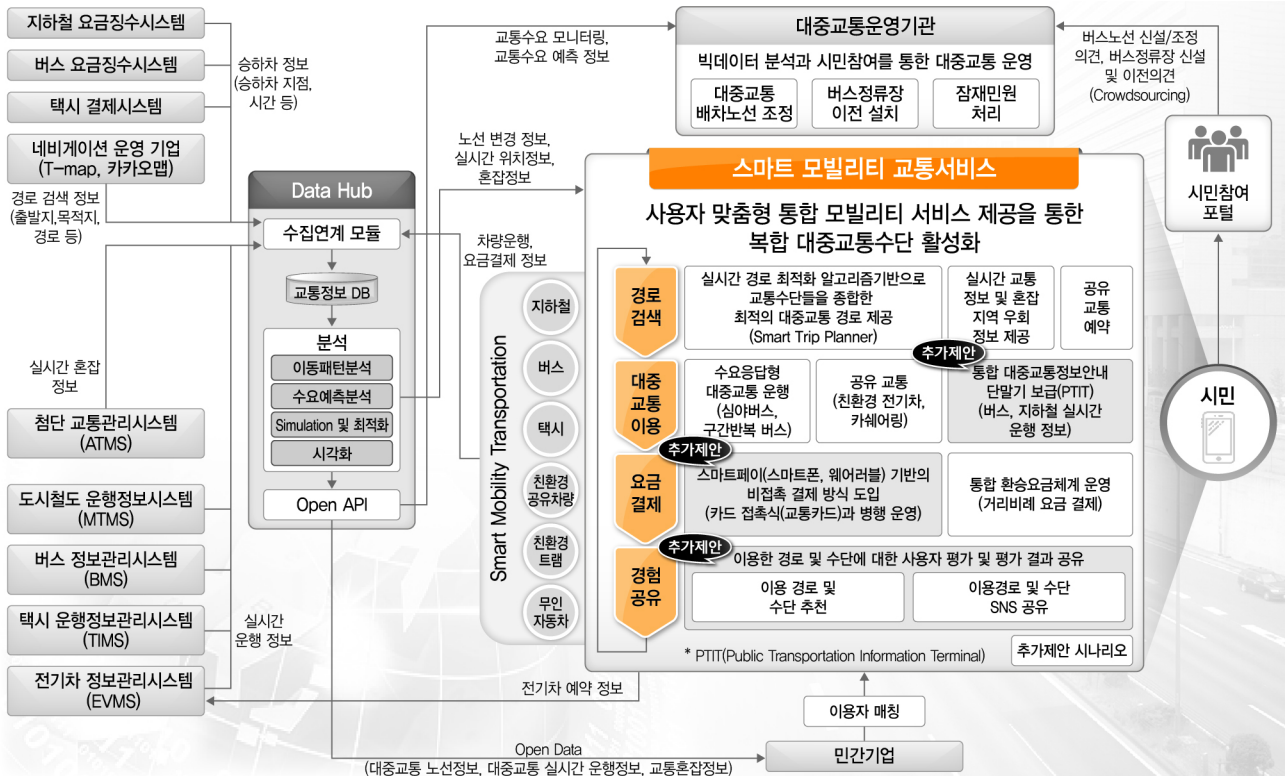 지하철 요금징수시스템
버스 요금징수시스템
택시 결제시스템
네비게이션 운영 기업
(T-map, 카카오맵)
승하차 정보
(승하차 지점,
시간 등)
경로 검색 정보
(출발지,목적지,
경로 등)
실시간 혼잡
정보
첨단 교통관리시스템
(ATMS)
도시철도 운행정보시스템
(MTMS)
버스 정보관리시스템
(BMS)
택시 운행정보관리시스템
(TIMS)
전기차 정보관리시스템
(EVMS)
실시간
운행 정보
Data Hub
수집연계 모듈
교통정보 DB
분석
이동패턴분석
수요예측분석
Simulation 및 최적화
시각화
Open API
교통수요 모니터링,
교통수요 예측 정보
노선 변경 정보,
실시간 위치정보,
혼잡정보
차량운행,
요금결제 정보
Smart Mobility Transportation
지하철
버스
택시
친환경
공유차량
친환경
트램
무인
자동차
대중교통운영기관
빅데이터 분석과 시민참여를 통한 대중교통 운영
대중교통
배차노선 조정
버스정류장
이전 설치
잠재민원
처리
버스노선 신설/조정
의견, 버스정류장 신설
및 이전의견
(Crowdsourcing)
시민참여
포털
시민
스마트 모빌리티 교통서비스
사용자 맞춤형 통합 모빌리티 서비스 제공을 통한
복합 대중교통수단 활성화
경로
검색
실시간 경로 최적화 알고리즘기반으로
교통수단들을 종합한
최적의 대중교통 경로 제공
(Smart Trip Planner)
실시간 교통
정보 및 혼잡
지역 우회
정보 제공
공유
교통
예약
대중
교통
이용
수요응답형
대중교통 운행
(심야버스,
구간반복 버스)
공유 교통
(친환경 전기차,
카쉐어링)
추가제안
통합 대중교통정보안내
단말기 보급(PTIT)
(버스, 지하철 실시간
운행 정보)
요금
결제
추가제안
스마트페이(스마트폰, 웨어러블) 기반의
비접촉 결제 방식 도입
(카드 접촉식(교통카드)과 병행 운영)
통합 환승요금체계 운영
(거리비례 요금 결제)
경험
공유
추가제안
이용한 경로 및 수단에 대한 사용자 평가 및 평가 결과 공유
이용 경로 및
수단 추천
이용경로 및 수단
SNS 공유
* PTIT(Public Transportation Information Terminal)
추가제안 시나리오
전기차 예약 정보
이용자 매칭
민간기업
Open Data
(대중교통 노선정보, 대중교통 실시간 운행정보, 교통혼잡정보)